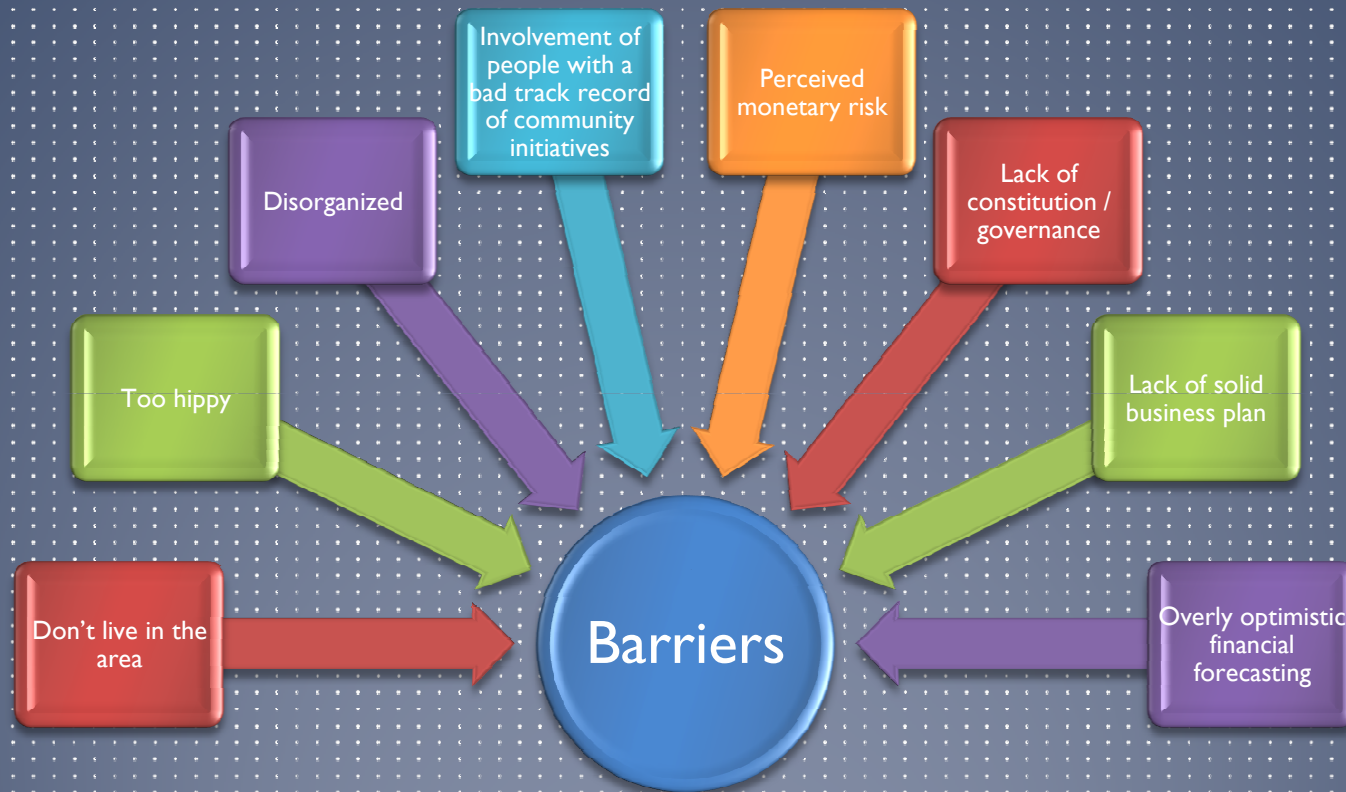 Involvement of
people with a
bad track record
of community
initiatives
Perceived
monetary risk
Disorganized
Lack of
constitution /
governance
Too hippy
Lack of solid
business plan
Don’t live in the
area
Barriers
Overly optimistic
financial
forecasting